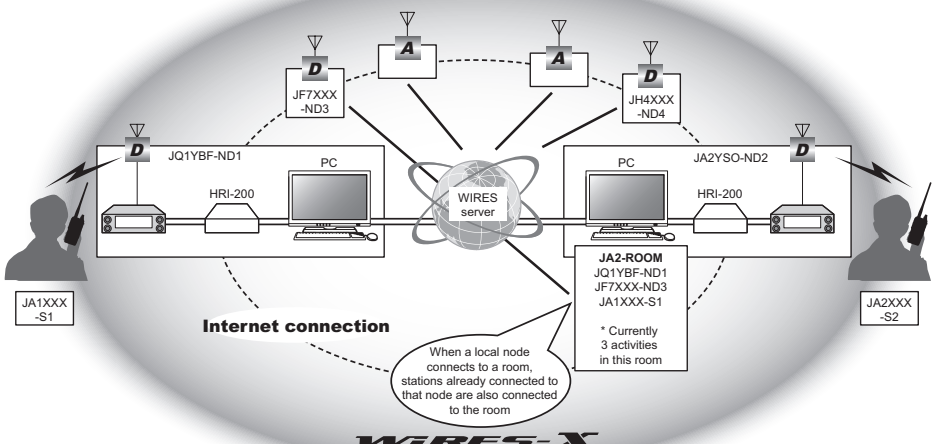 A
A
D
JF7XXX
-ND3
D
JH4XXX
-ND4
D
JQ1YBF-ND1
PC
HRI-200
WIRES
server
PC
JA2YSO-ND2
D
HRI-200
JA1XXX
-S1
JA2XXX
-S2
JA2-ROOM
JQ1YBF-ND1
JF7XXX-ND3
JA1XXX-S1
* Currently
3 activities
in this room
Internet connection
When a local node
connects to a room,
stations already connected to
that node are also connected
to the room
WiRES-X